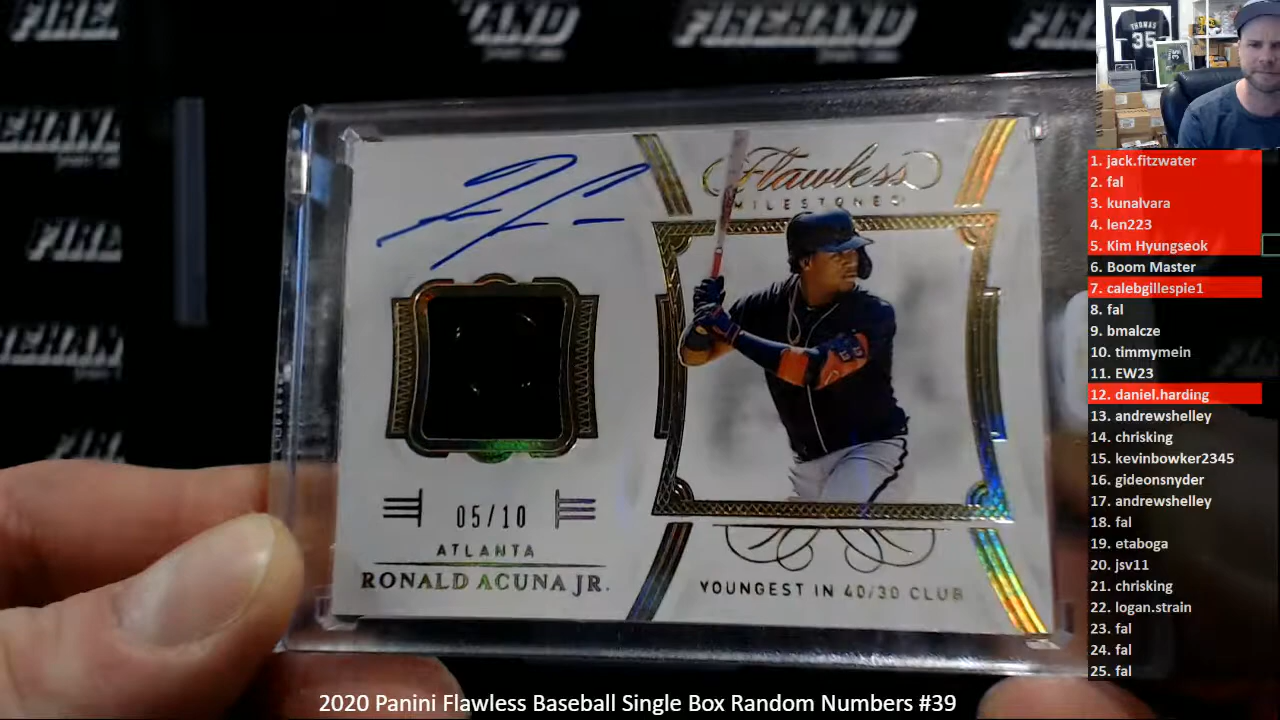 FIREHAND
FIREHAND
THOMAS
35
1. jack.fitzwater
2. fal
3. kunalvara
4. len223
5. Kim Hyungseok
6. Boom Master
7. calebgillespie1
8. fal
9. bmalcze
10. timmymein
11. EW23
12. daniel.harding
13. andrewshelley
14. chrisking
15. kevinbowker2345
16. gideonsnyder
17. andrewshelley
18. fal
19. etaboga
20. jsv11
21. chrisking
22. logan.strain
23. fal
24. fal
25. fal
Flawless
MILESTONES
05/10
ATLANTA
RONALD ACUNA JR.
YOUNGEST IN 40/30 CLUB
2020 Panini Flawless Baseball Single Box Random Numbers #39